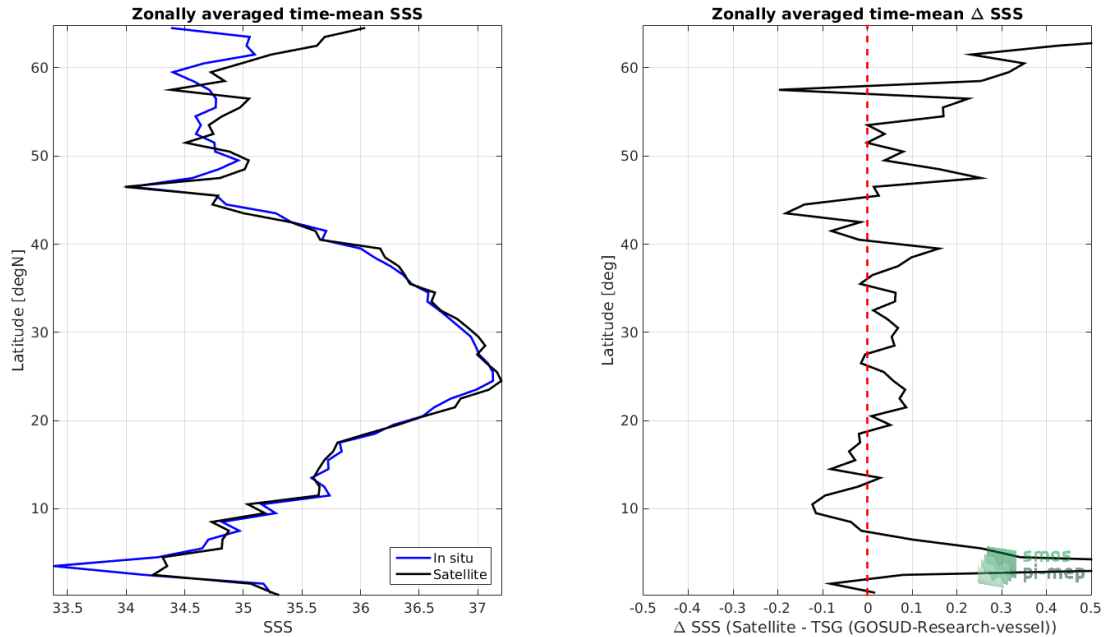 Zonally averaged time-mean SSS
Latitude [degN]
60
50
40
30
20
10
33.5 34 34.5 35 35.5 36 36.5 37
SSS
In situ
Satellite
Zonally averaged time-mean Δ SSS
Latitude [deg]
60
50
40
30
20
10
-0.5 -0.4 -0.3 -0.2 -0.1 0 0.1 0.2 0.3 0.4 0.5
Δ SSS (Satellite - TSG (GOSUD-Research-vessel))
smos
pi-mep